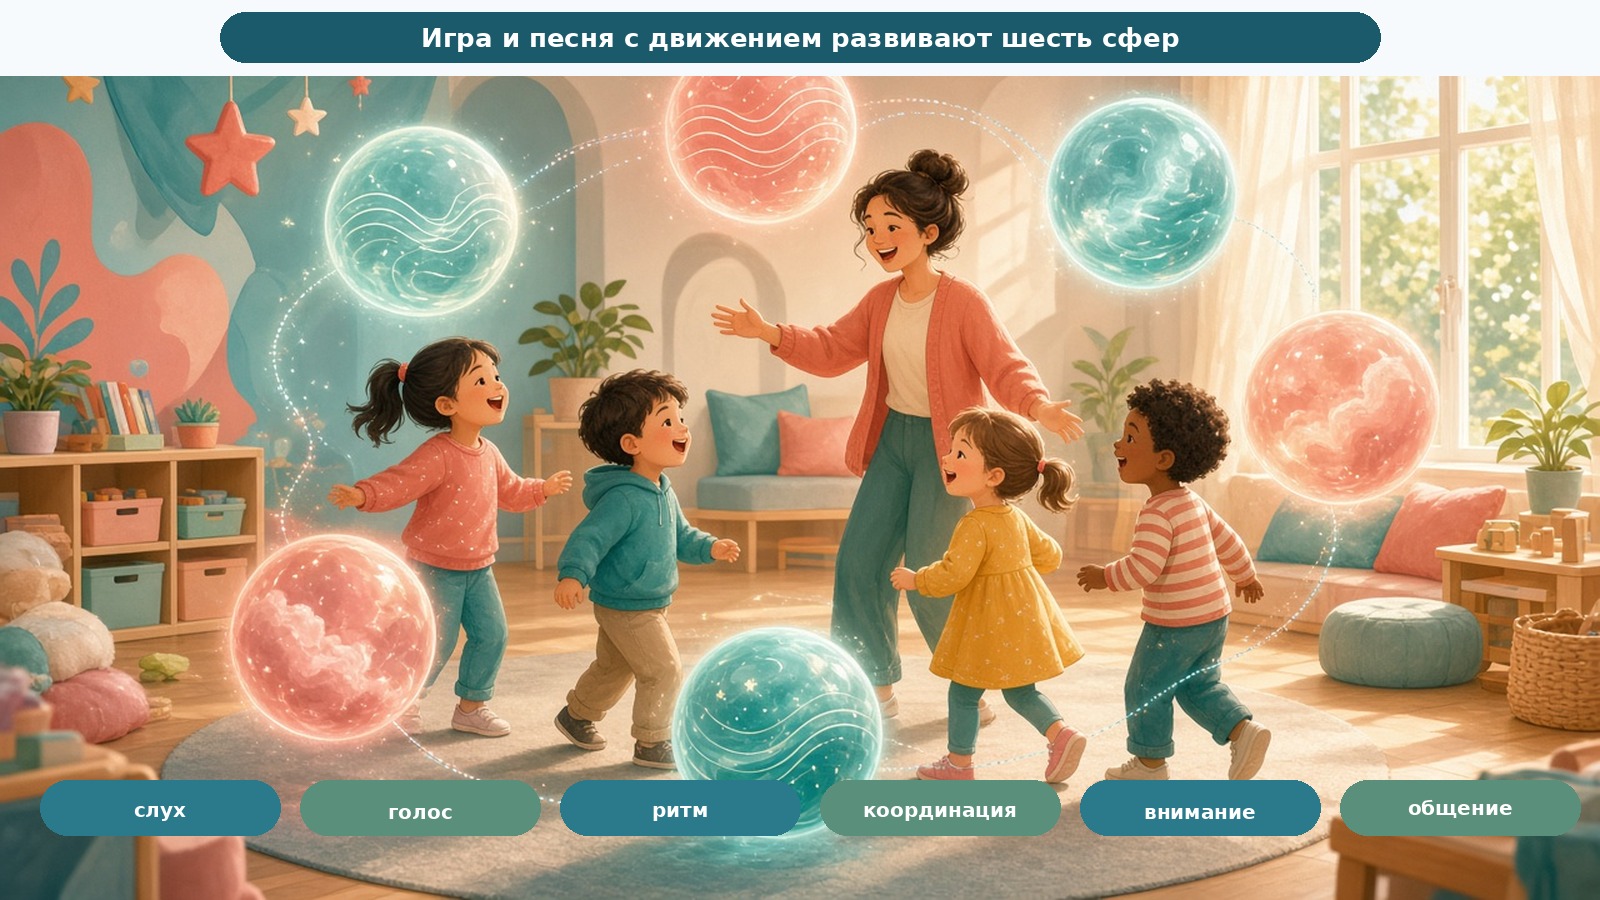 Игра и песня с движением развивают шесть сфер
слух
голос
ритм
координация
внимание
общение